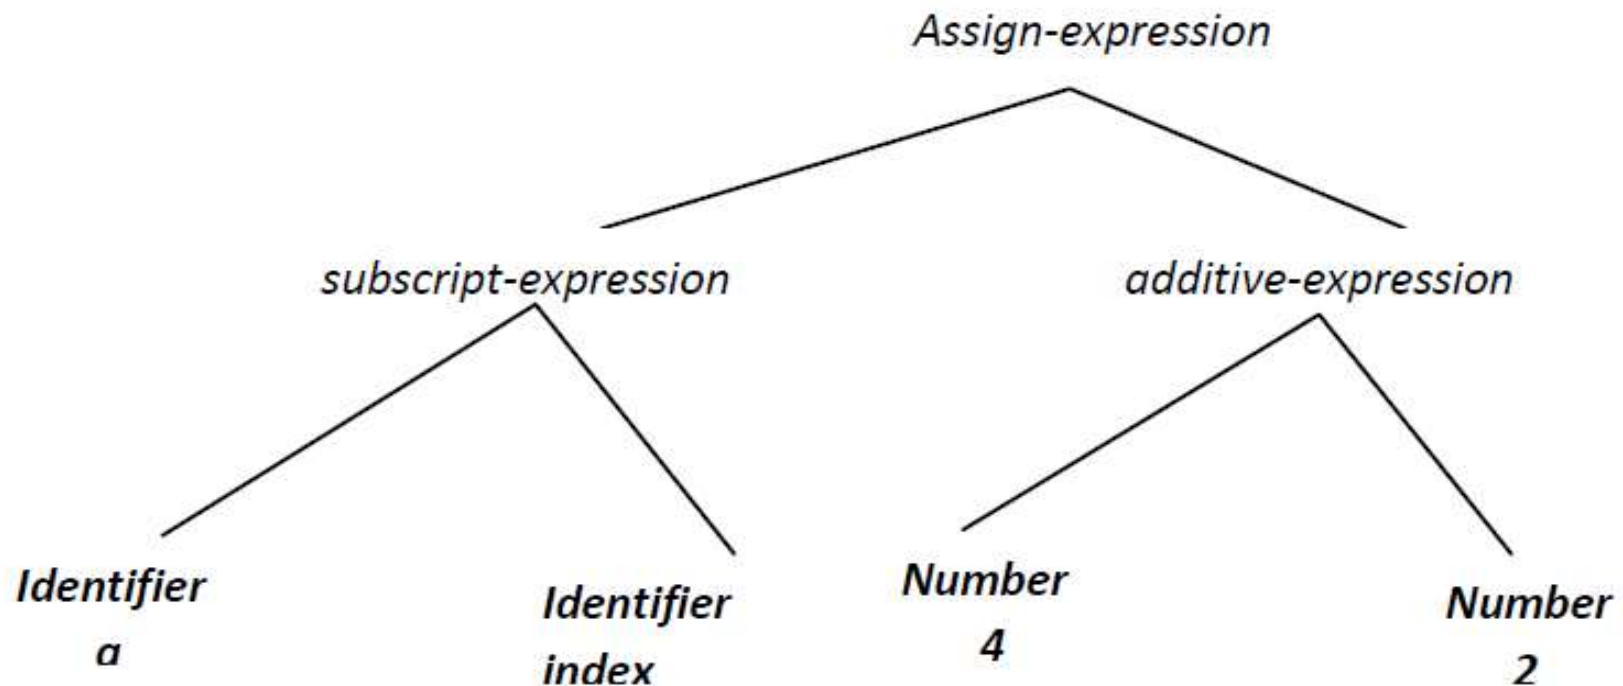 Assign-expression
subscript-expression
additive-expression
Identifier
a
Identifier
index
Number
4
Number
2